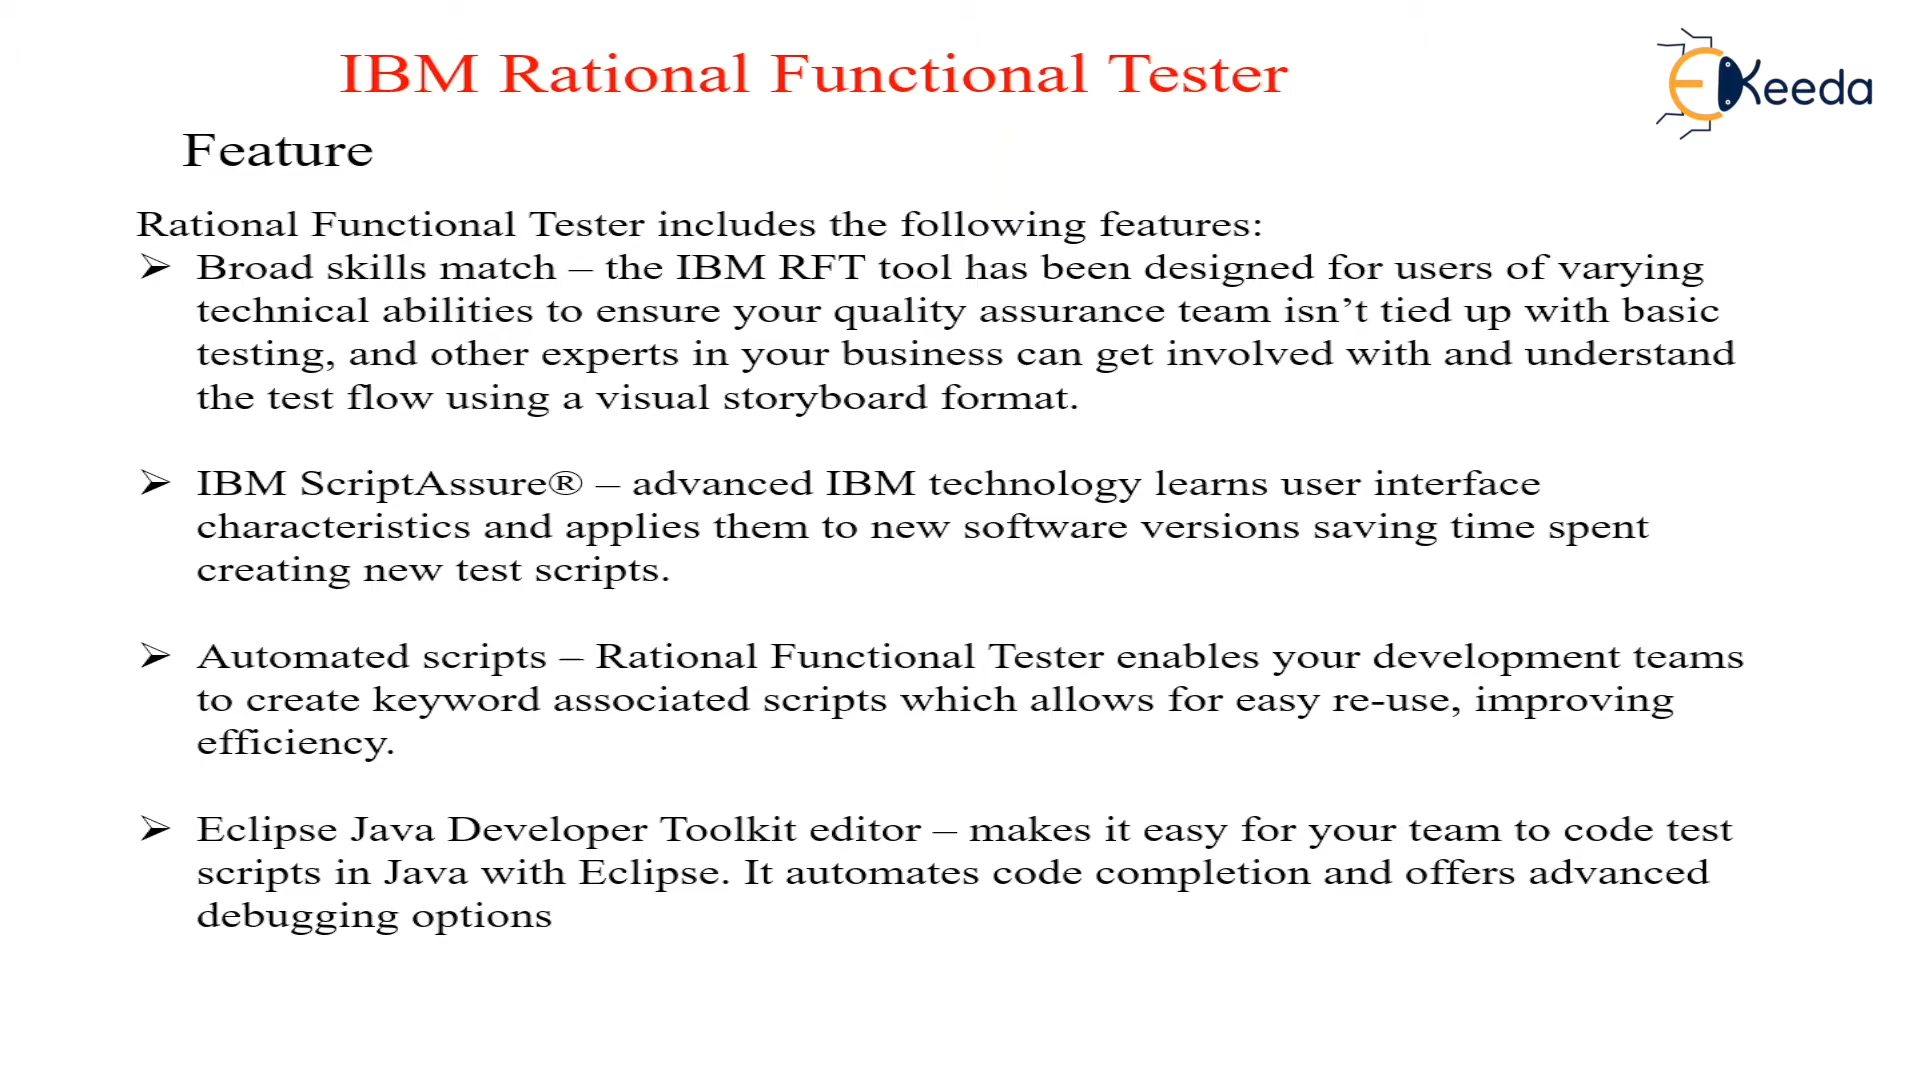 IBM Rational Functional Tester
EKeeda
Feature
Rational Functional Tester includes the following features:
➢ Broad skills match – the IBM RFT tool has been designed for users of varying
technical abilities to ensure your quality assurance team isn’t tied up with basic
testing, and other experts in your business can get involved with and understand
the test flow using a visual storyboard format.
➢ IBM ScriptAssure® – advanced IBM technology learns user interface
characteristics and applies them to new software versions saving time spent
creating new test scripts.
➢ Automated scripts – Rational Functional Tester enables your development teams
to create keyword associated scripts which allows for easy re-use, improving
efficiency.
➢ Eclipse Java Developer Toolkit editor – makes it easy for your team to code test
scripts in Java with Eclipse. It automates code completion and offers advanced
debugging options